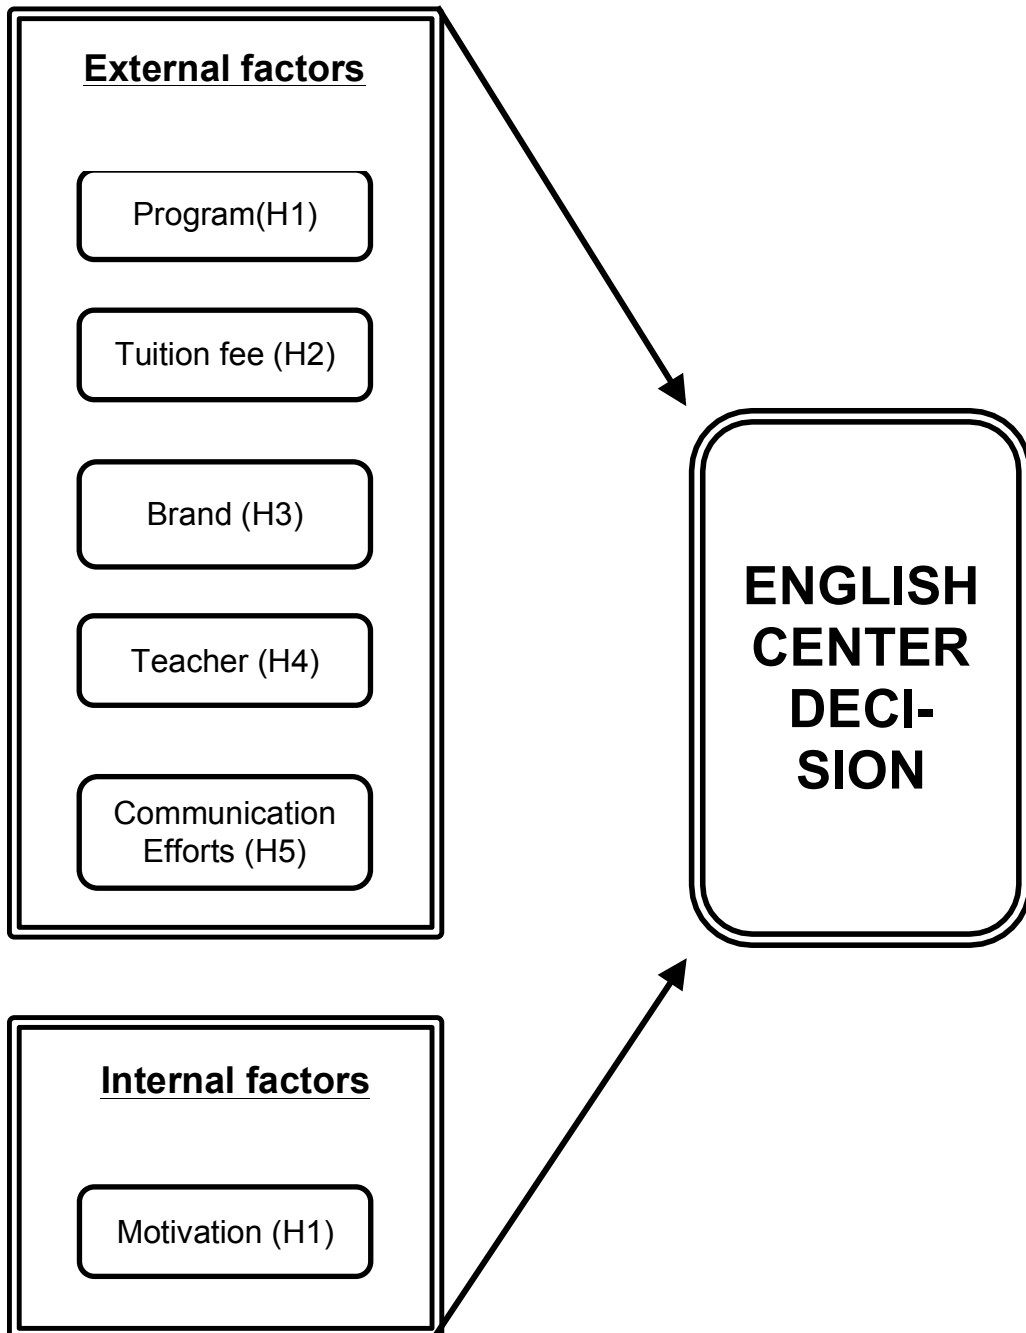 External factors
Program(H1)
Tuition fee (H2)
Brand (H3)
Teacher (H4)
Communication
Efforts (H5)
ENGLISH
CENTER
DECI-
SION
Internal factors
Motivation (H1)